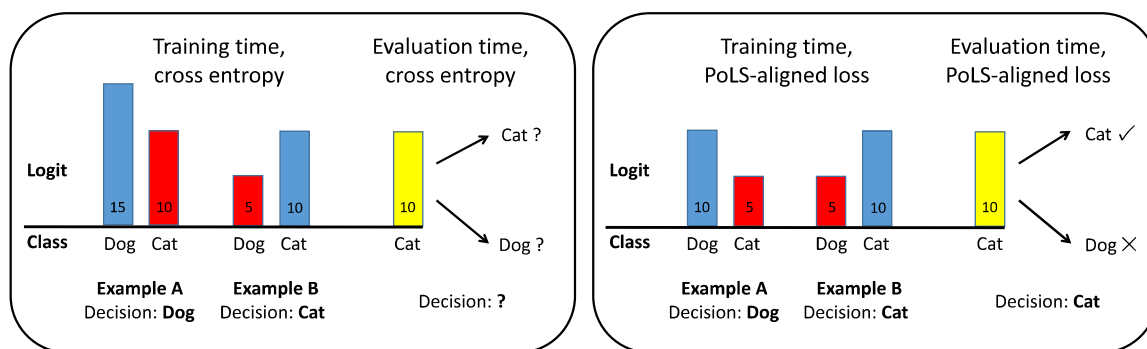 Training time,
cross entropy
Evaluation time,
cross entropy
Logit
15
10
5
10
10
Cat ?
Dog ?
Class
Dog
Cat
Dog
Cat
Cat
Example A
Decision: Dog
Example B
Decision: Cat
Decision: ?
Training time,
PoLS-aligned loss
Evaluation time,
PoLS-aligned loss
Logit
10
5
5
10
10
Cat ✓
Dog ✕
Class
Dog
Cat
Dog
Cat
Cat
Example A
Decision: Dog
Example B
Decision: Cat
Decision: Cat